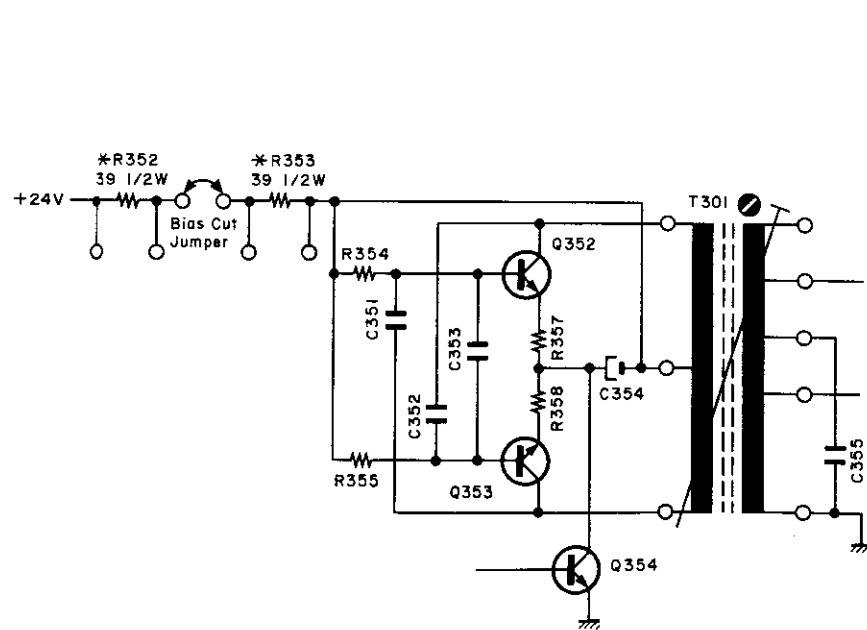 *R352
39 1/2W
*R353
39 1/2W
+24V
Bias Cut
Jumper
T301
R354
Q352
C351
C353
R357
C352
R358
C354
R355
Q353
C355
Q354